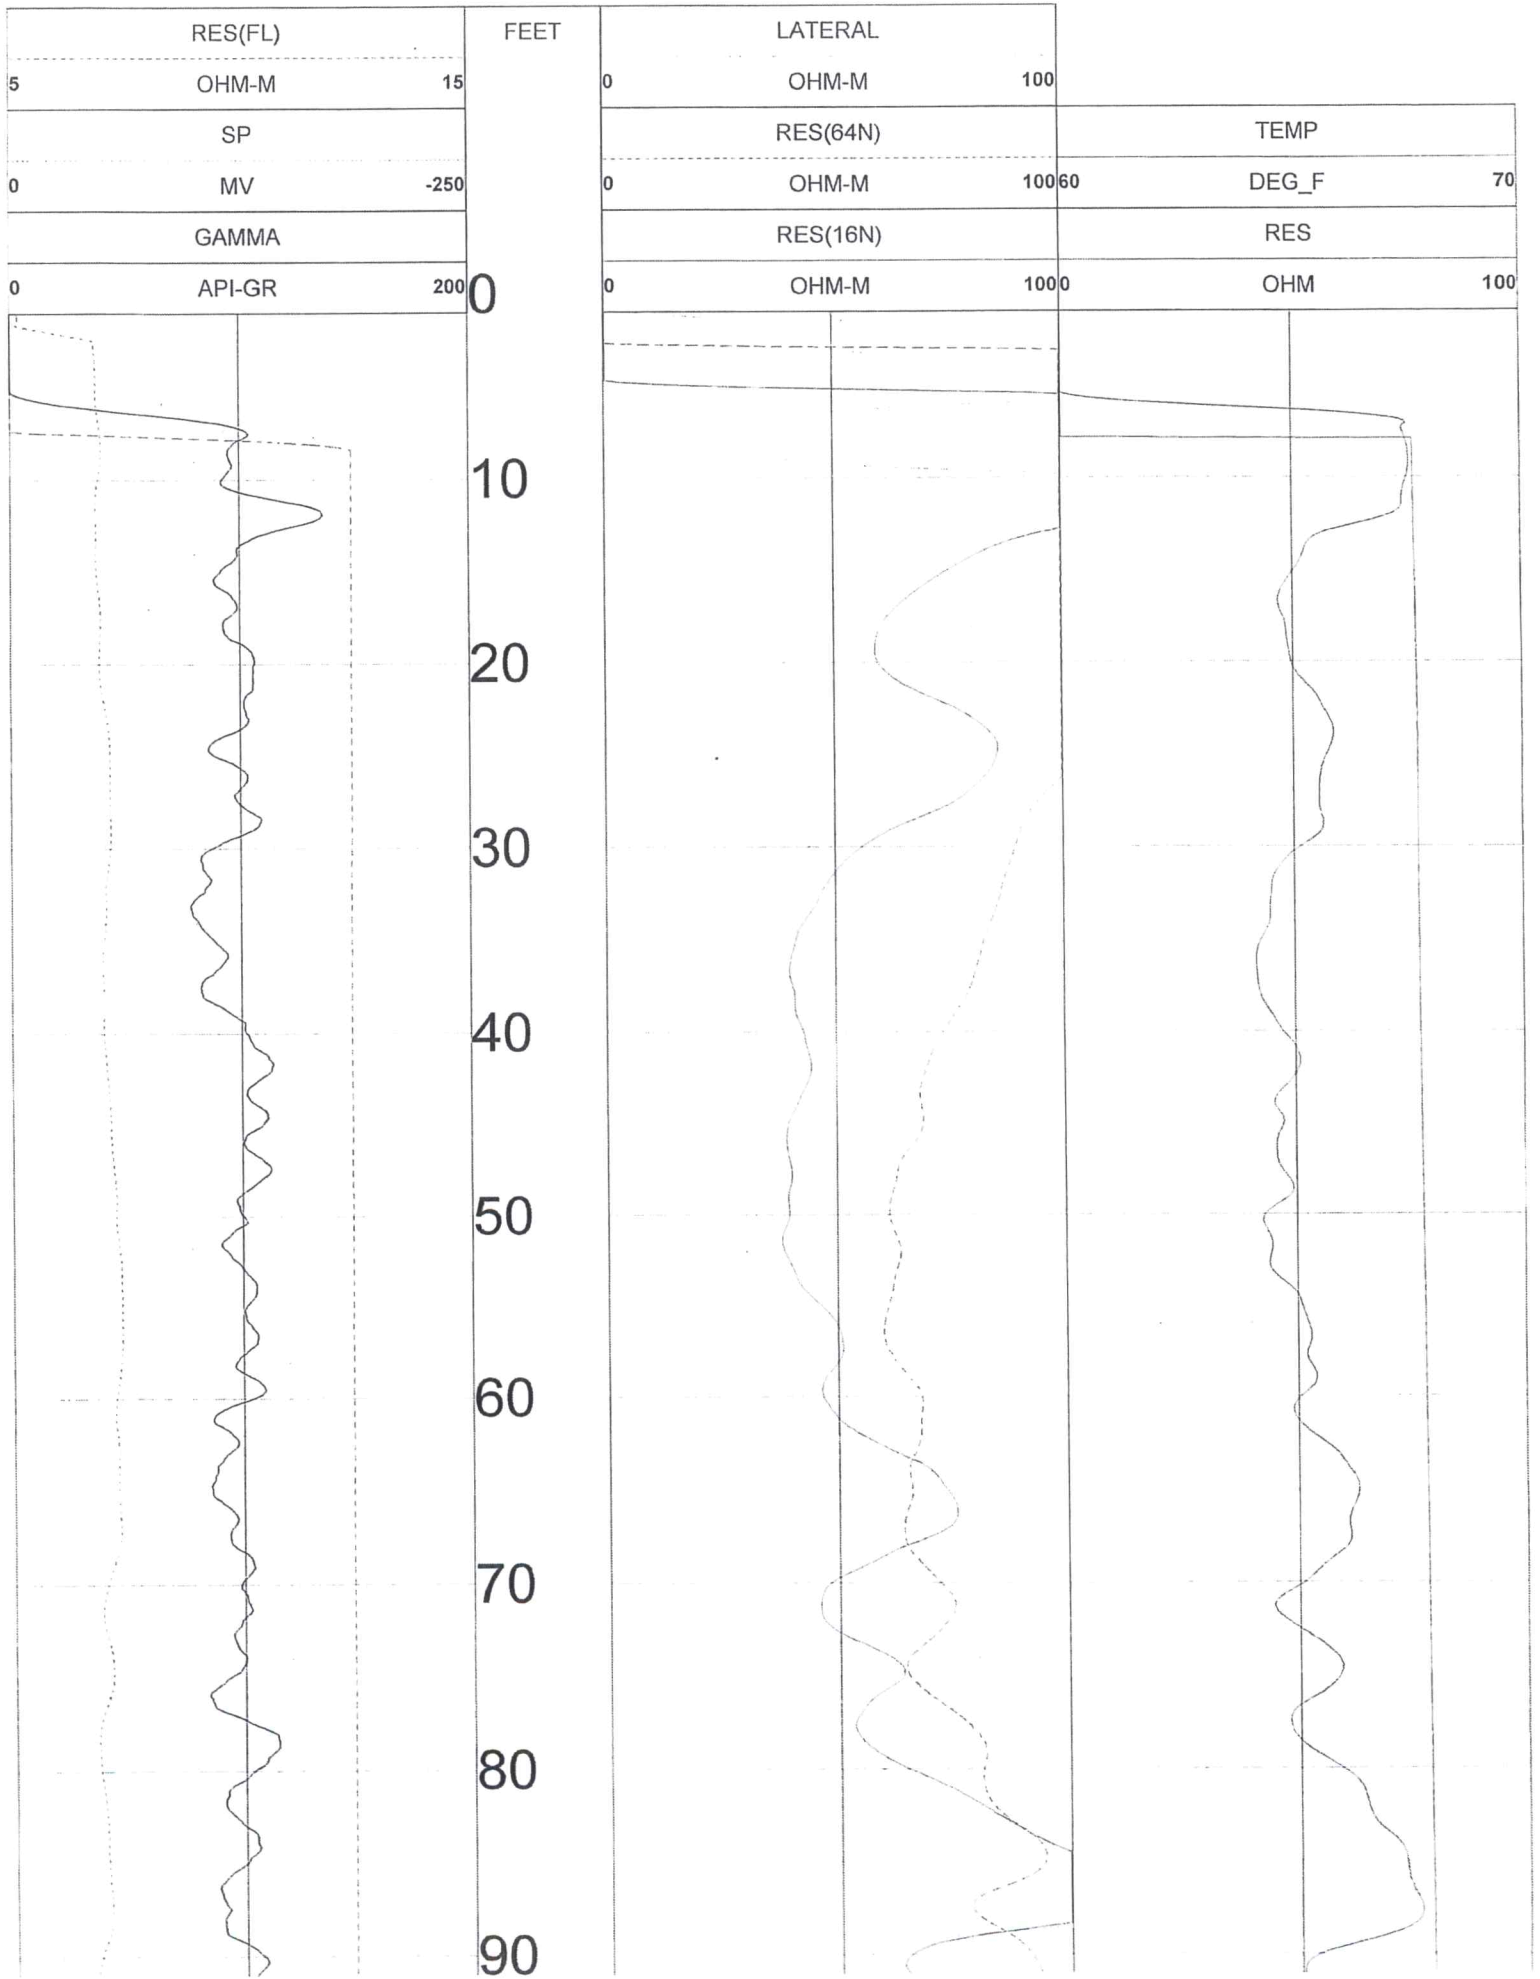 RES(FL) FEET LATERAL
5 OHM-M 15 0 OHM-M 100
SP RES(64N) TEMP
0 MV -250 0 OHM-M 100 60 DEG_F 70
GAMMA RES(16N) RES
0 API-GR 200 0 0 OHM-M 100 0 OHM 100
10
20
30
40
50
60
70
80
90